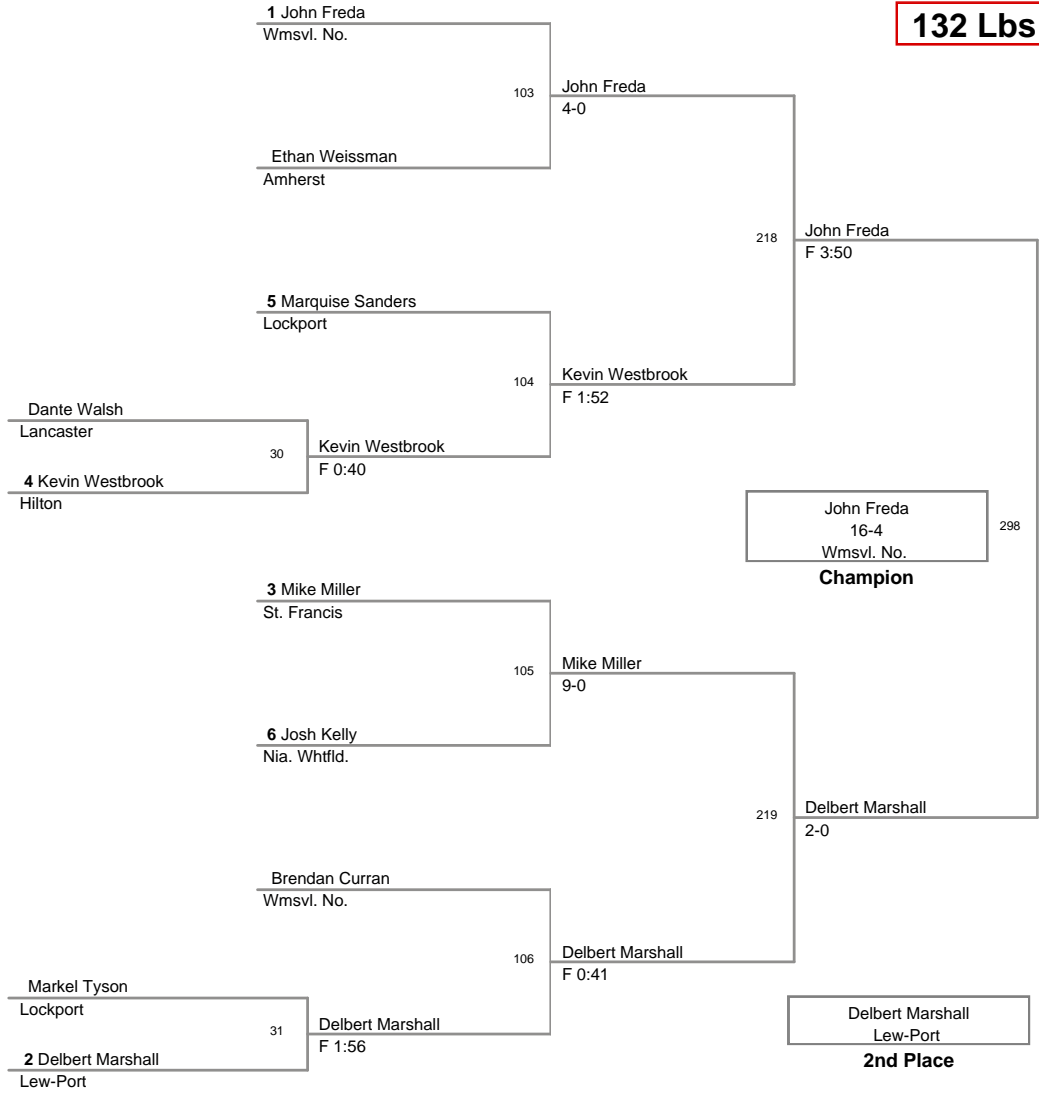 1 John Freda
Wmsvl. No.
132 Lbs
103
John Freda
4-0
Ethan Weissman
Amherst
218
John Freda
F 3:50
5 Marquise Sanders
Lockport
104
Kevin Westbrook
F 1:52
Dante Walsh
Lancaster
30
Kevin Westbrook
F 0:40
4 Kevin Westbrook
Hilton
John Freda
16-4
Wmsvl. No.
298
Champion
3 Mike Miller
St. Francis
105
Mike Miller
9-0
6 Josh Kelly
Nia. Whtfld.
219
Delbert Marshall
2-0
Brendan Curran
Wmsvl. No.
106
Delbert Marshall
F 0:41
Markel Tyson
Lockport
31
Delbert Marshall
F 1:56
2 Delbert Marshall
Lew-Port
Delbert Marshall
Lew-Port
2nd Place